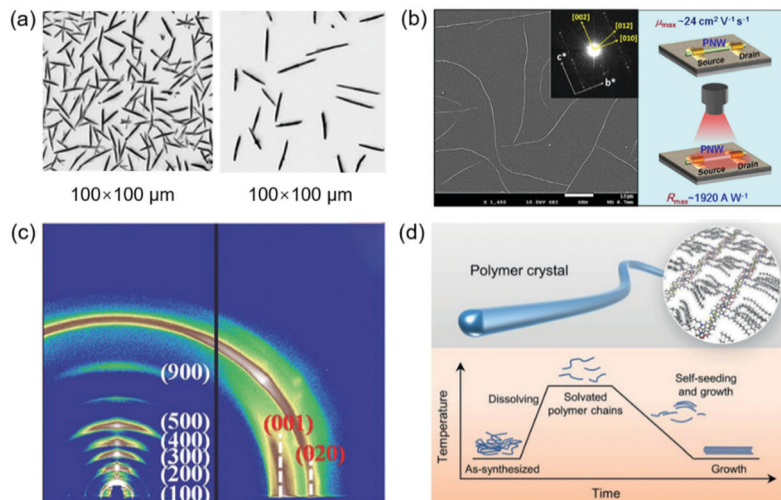 (a)
100×100 μm
100×100 μm
(b)
[002]
[012]
[010]
c*
b*
μmax ~24 cm² V⁻¹ s⁻¹
PNW
Source
Drain
PNW
Source
Drain
Rmax~1920 A W⁻¹
(c)
(900)
(500)
(400)
(300)
(200)
(100)
(001)
(020)
(d)
Polymer crystal
Temperature
Dissolving
Solvated
polymer chains
Self-seeding
and growth
As-synthesized
Growth
Time